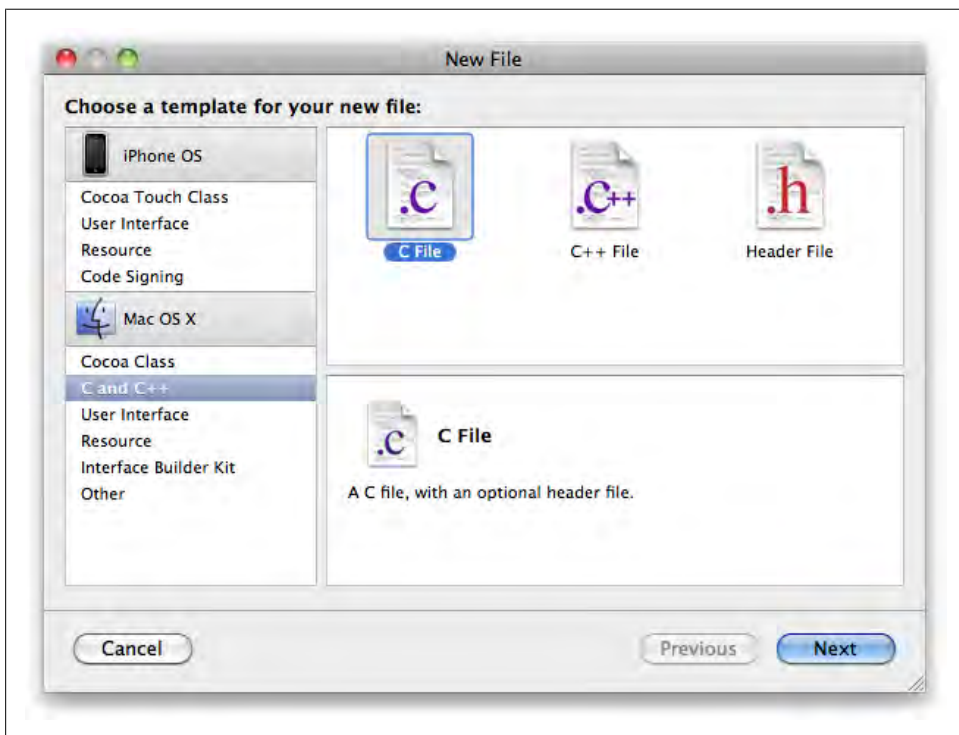 New File
Choose a template for your new file:
iPhone OS
Cocoa Touch Class
User Interface
Resource
Code Signing
Mac OS X
Cocoa Class
C and C++
User Interface
Resource
Interface Builder Kit
Other
.c
C File
.C++
C++ File
.h
Header File
.c
C File
A C file, with an optional header file.
Cancel
Previous
Next